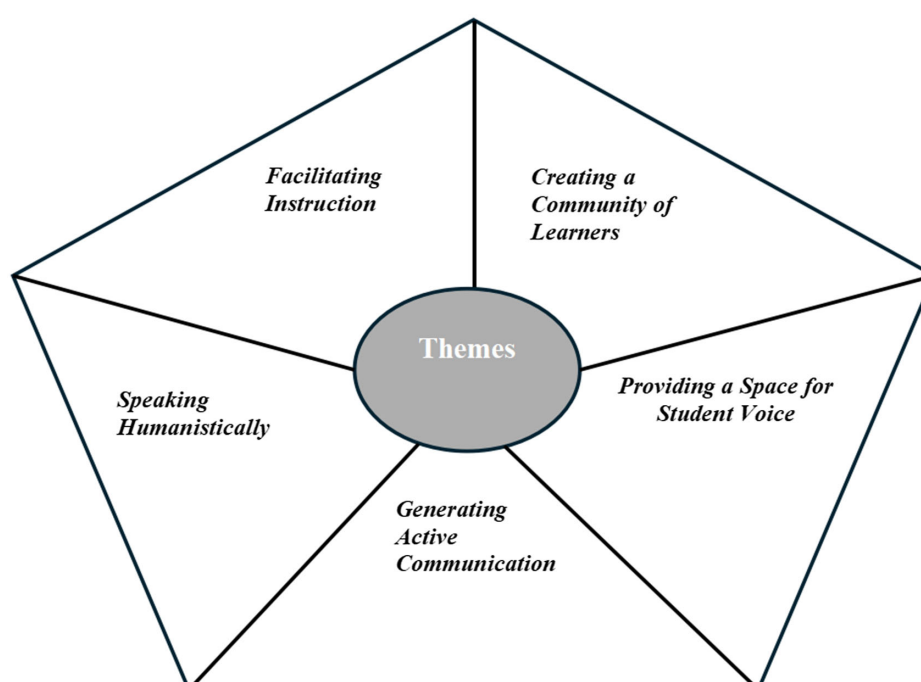 Facilitating
Instruction
Creating a
Community of
Learners
Themes
Speaking
Humanistically
Providing a Space for
Student Voice
Generating
Active
Communication